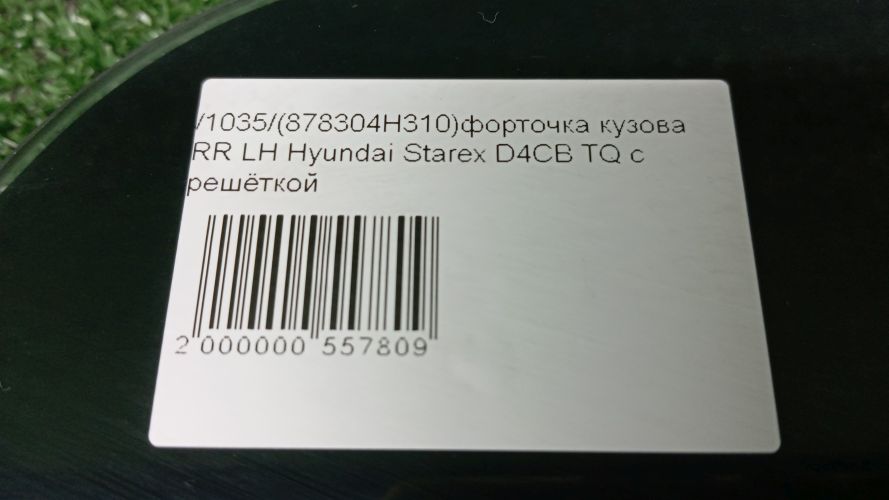 /1035/(878304H310)форточка кузова
RR LH Hyundai Starex D4CB TQ с
решёткой
2 000000 557809